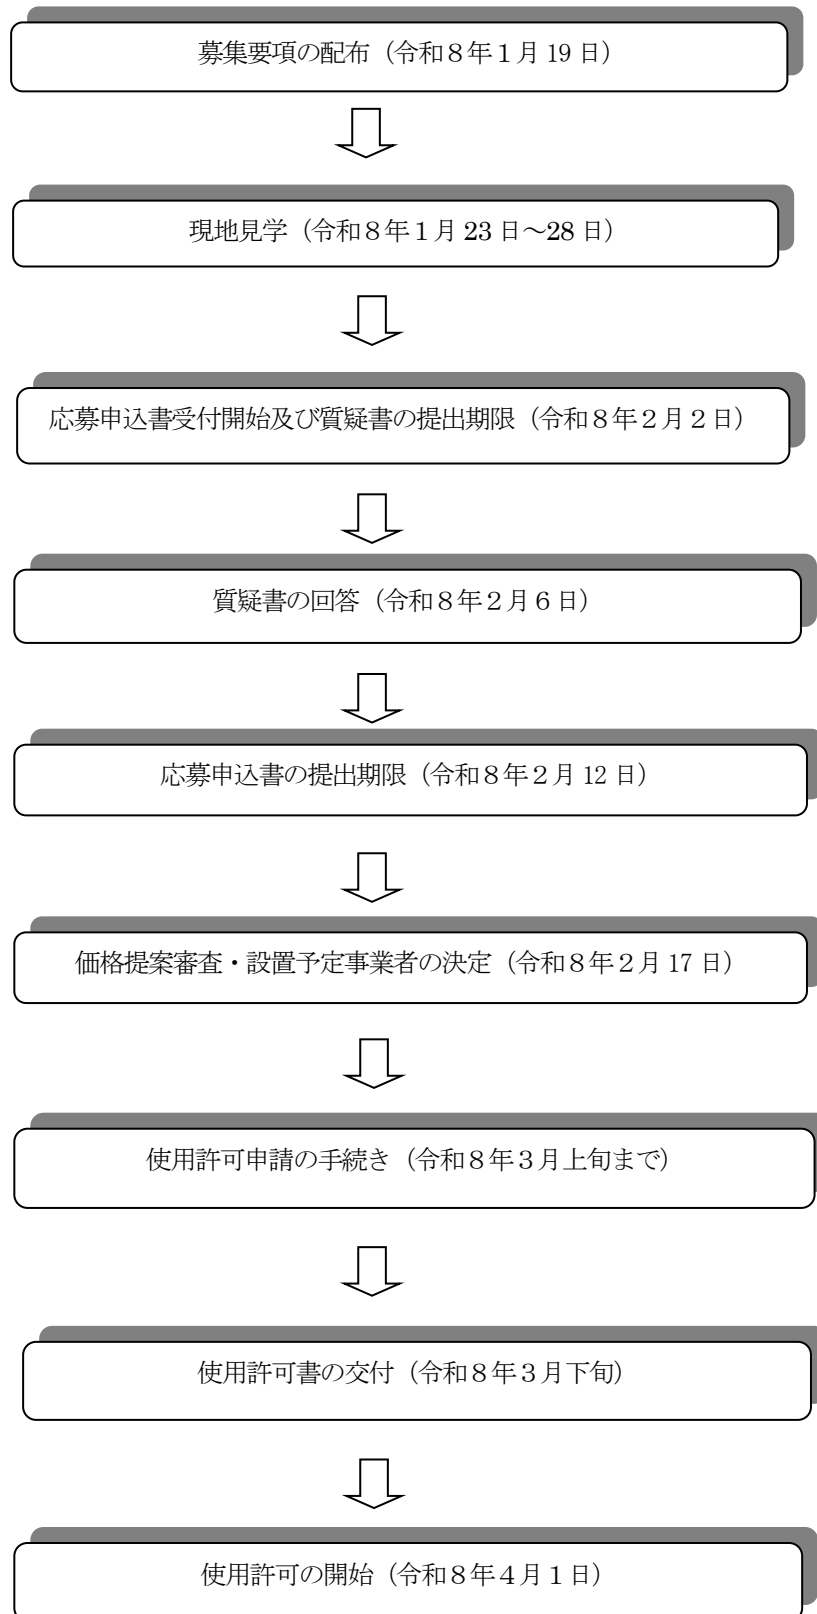 募集要項の配布（令和８年１月 19 日）
現地見学（令和８年１月 23 日～28 日）
応募申込書受付開始及び質疑書の提出期限（令和８年２月２日）
質疑書の回答（令和８年２月６日）
応募申込書の提出期限（令和８年２月 12 日）
価格提案審査・設置予定事業者の決定（令和８年２月 17 日）
使用許可申請の手続き（令和８年３月上旬まで）
使用許可書の交付（令和８年３月下旬）
使用許可の開始（令和８年４月１日）